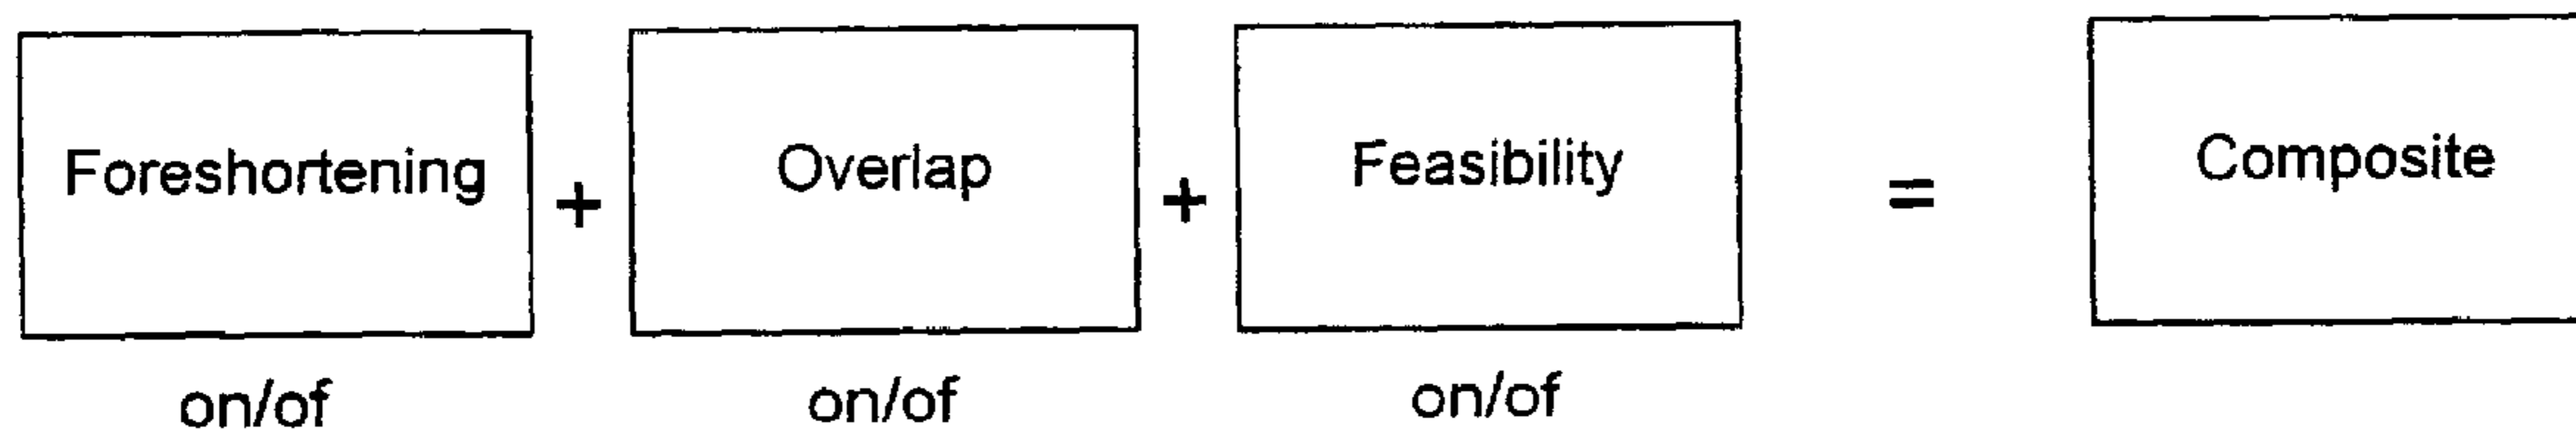 Foreshortening + Overlap + Feasibility = Composite
on/of on/of on/of